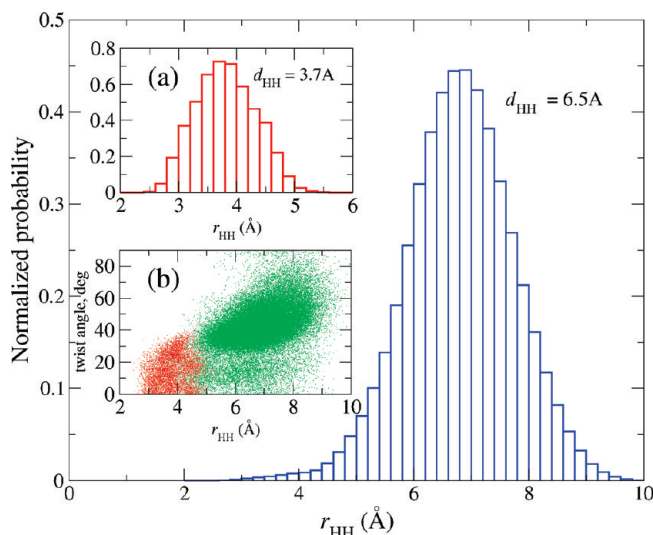 0.5
0.4
0.3
0.2
0.1
0
Normalized probability
0 2 4 6 8 10
r_HH (Å)
d_HH = 6.5A
(a)
d_HH = 3.7A
0.8
0.6
0.4
0.2
0
2 3 4 5 6
r_HH (Å)
(b)
twist angle, deg
80
60
40
20
0
2 4 6 8 10
r_HH (Å)